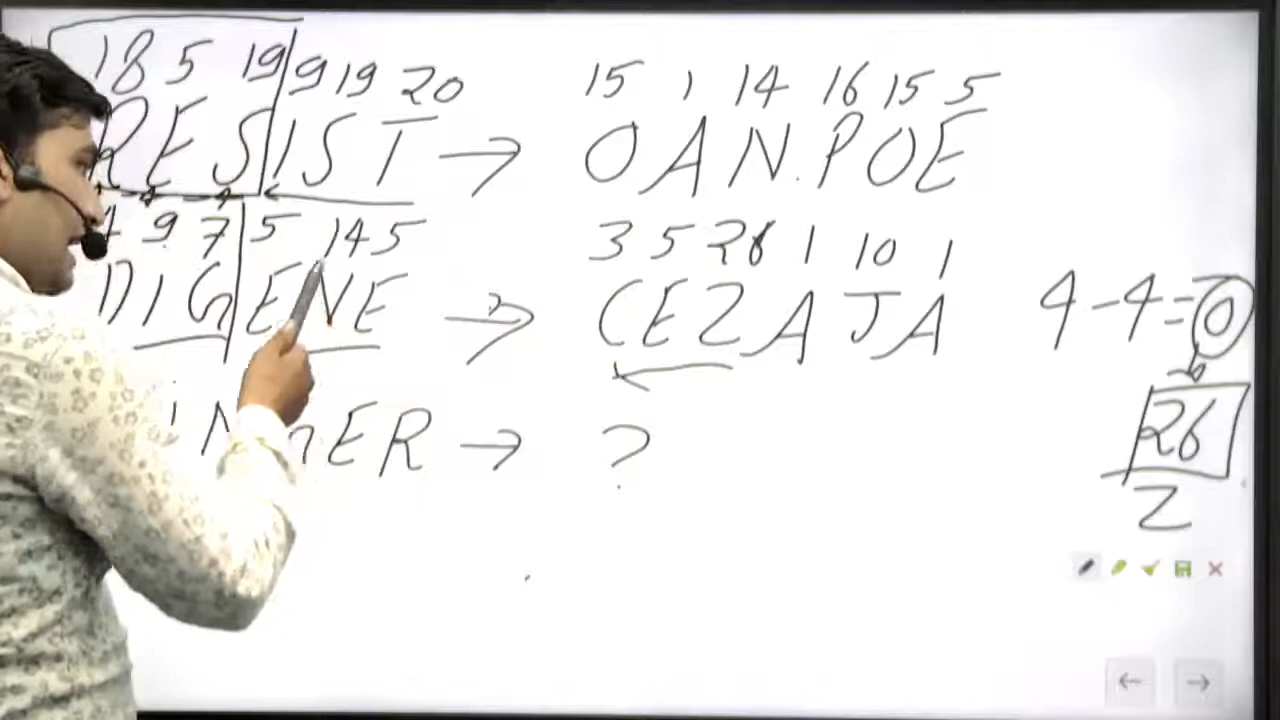 18 5 19 9 19 20 15 1 14 16 15 5
RESIST → OANPOE
9 7 5 14 5 3 5 26 1 10 1
DIGENE → CEZAJA 4-4=0
26
ER → ?
Z